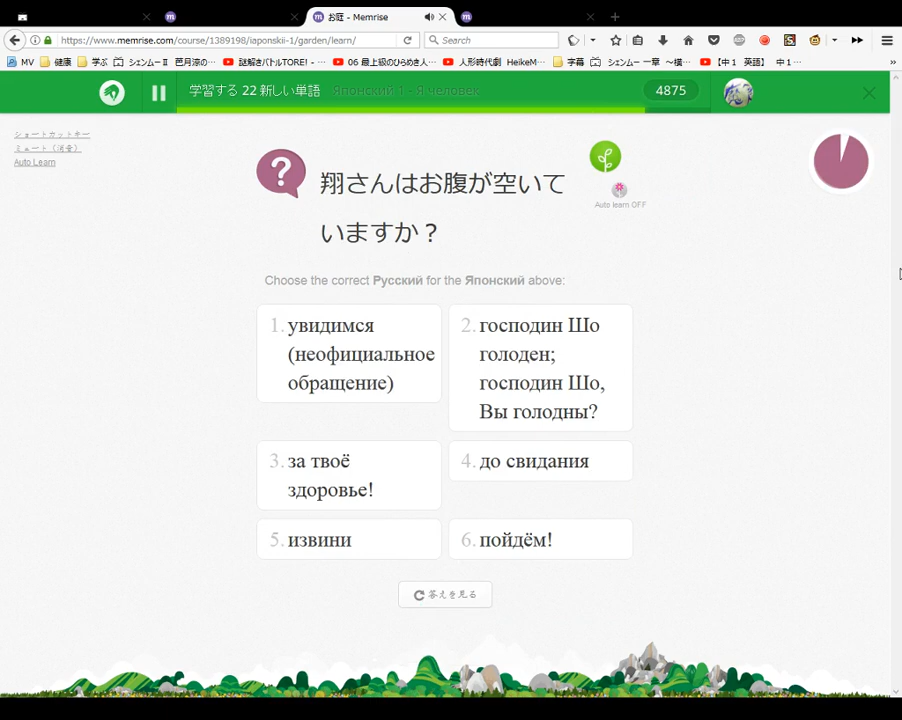 お庭 - Memrise
https://www.memrise.com/course/1389198/iaponskii-1/garden/learn/
Search
MV 健康 学ぶ シェンムーⅡ 芭月涼の… 謎解きバトルTORE! - … 06 最上級のひらめき人… 人形時代劇 HeikeM… 字幕 シェンムー 一章 ～横… 【中１ 英語】 中１…
学習する 22 新しい単語 Японский 1 - Я человек 4875
ショートカットキー
ミュート（消音）
Auto Learn
翔さんはお腹が空いて
いますか？
Auto learn OFF
Choose the correct Русский for the Японский above:
1. увидимся
(неофициальное
обращение)
2. господин Шо
голоден;
господин Шо,
Вы голодны?
3. за твоё
здоровье!
4. до свидания
5. извини
6. пойдём!
答えを見る